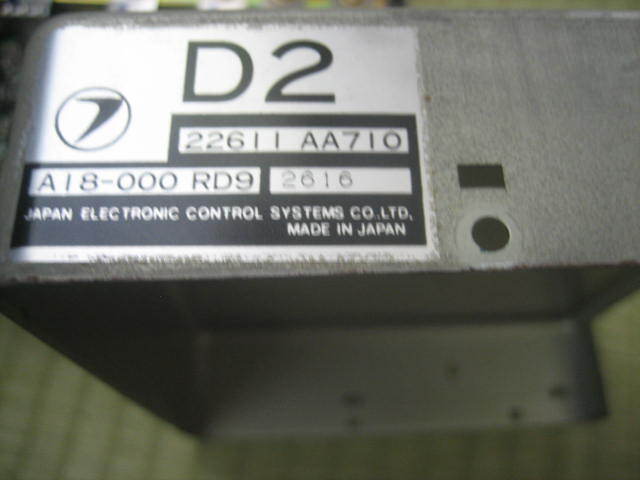 D2
22611 AA710
A18-000 RD9 2616
JAPAN ELECTRONIC CONTROL SYSTEMS CO.,LTD.
MADE IN JAPAN